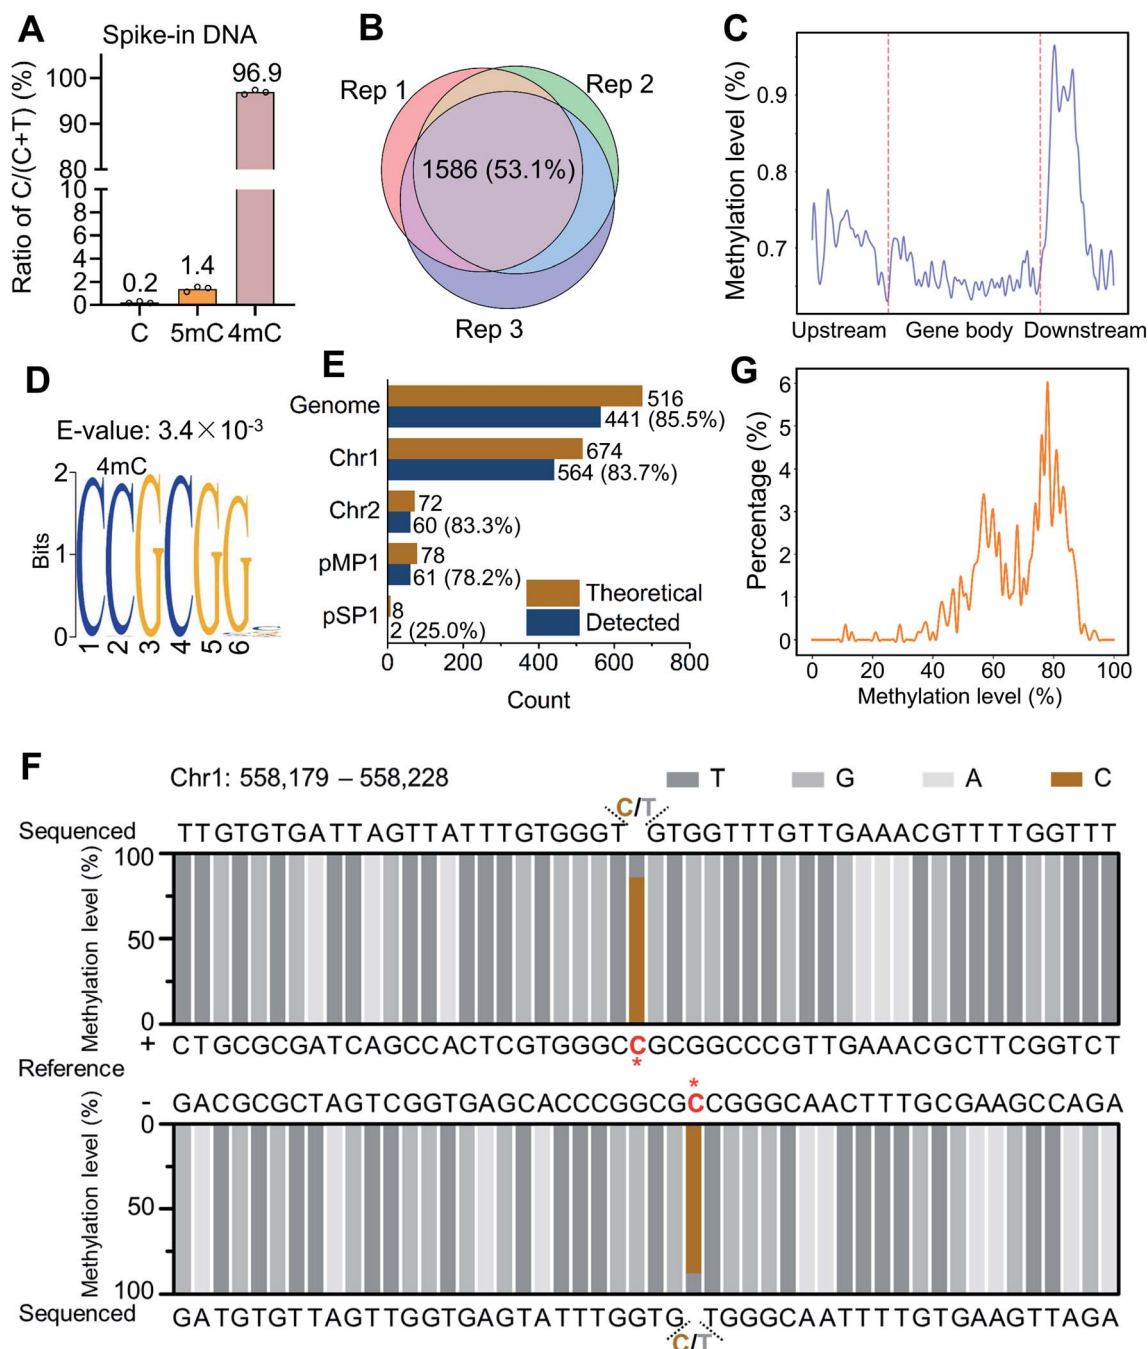 A
Spike-in DNA
Ratio of C/(C+T) (%)
100
90
80
10
8
6
4
2
0
0.2
1.4
96.9
C 5mC 4mC
B
Rep 1
Rep 2
1586 (53.1%)
Rep 3
C
Methylation level (%)
0.9
0.8
0.7
Upstream Gene body Downstream
D
E-value: 3.4×10-3
4mC
Bits
2
1
0
1 2 3 4 5 6
CCGCGG
E
Genome
516
441 (85.5%)
Chr1
674
564 (83.7%)
Chr2
72
60 (83.3%)
pMP1
78
61 (78.2%)
pSP1
8
2 (25.0%)
Theoretical
Detected
0 200 400 600 800
Count
G
Percentage (%)
6
5
4
3
2
1
0
0 20 40 60 80 100
Methylation level (%)
F
Chr1: 558,179 – 558,228
T G A C
C/T
Sequenced TTGTGTGATTAGTTATTTGTGGGT GTGGTTTGTTGAAACGTTTTGGTTT
Methylation level (%)
100
50
0
+ CTGCGCGATCAGCCACTCGTGGGCCGCGGCCCGTTGAAACGCTTCGGTCT
*
Reference
*
- GACGCGCTAGTCGGTGAGCACCCGGCGCCGGGCAACTTTGCGAAGCCAGA
Methylation level (%)
0
50
100
Sequenced GATGTGTTAGTTGGTGAGTATTTGGTG TGGGCAATTTTGTGAAGTTAGA
C/T